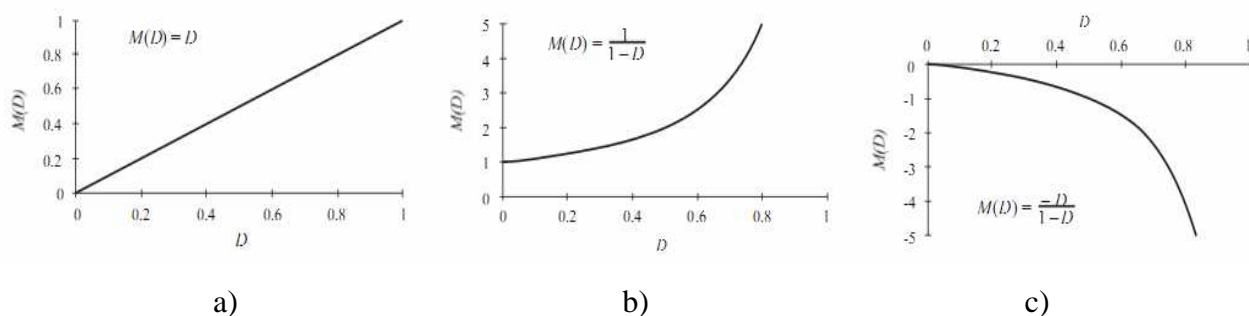 M(D) = D
M(D)
1
0.8
0.6
0.4
0.2
0
0 0.2 0.4 0.6 0.8 1
D
M(D) = 1/(1−D)
M(D)
5
4
3
2
1
0
0 0.2 0.4 0.6 0.8 1
D
D
0 0.2 0.4 0.6 0.8 1
0
-1
-2
-3
-4
-5
M(D)
M(D) = −D/(1−D)
a) b) c)